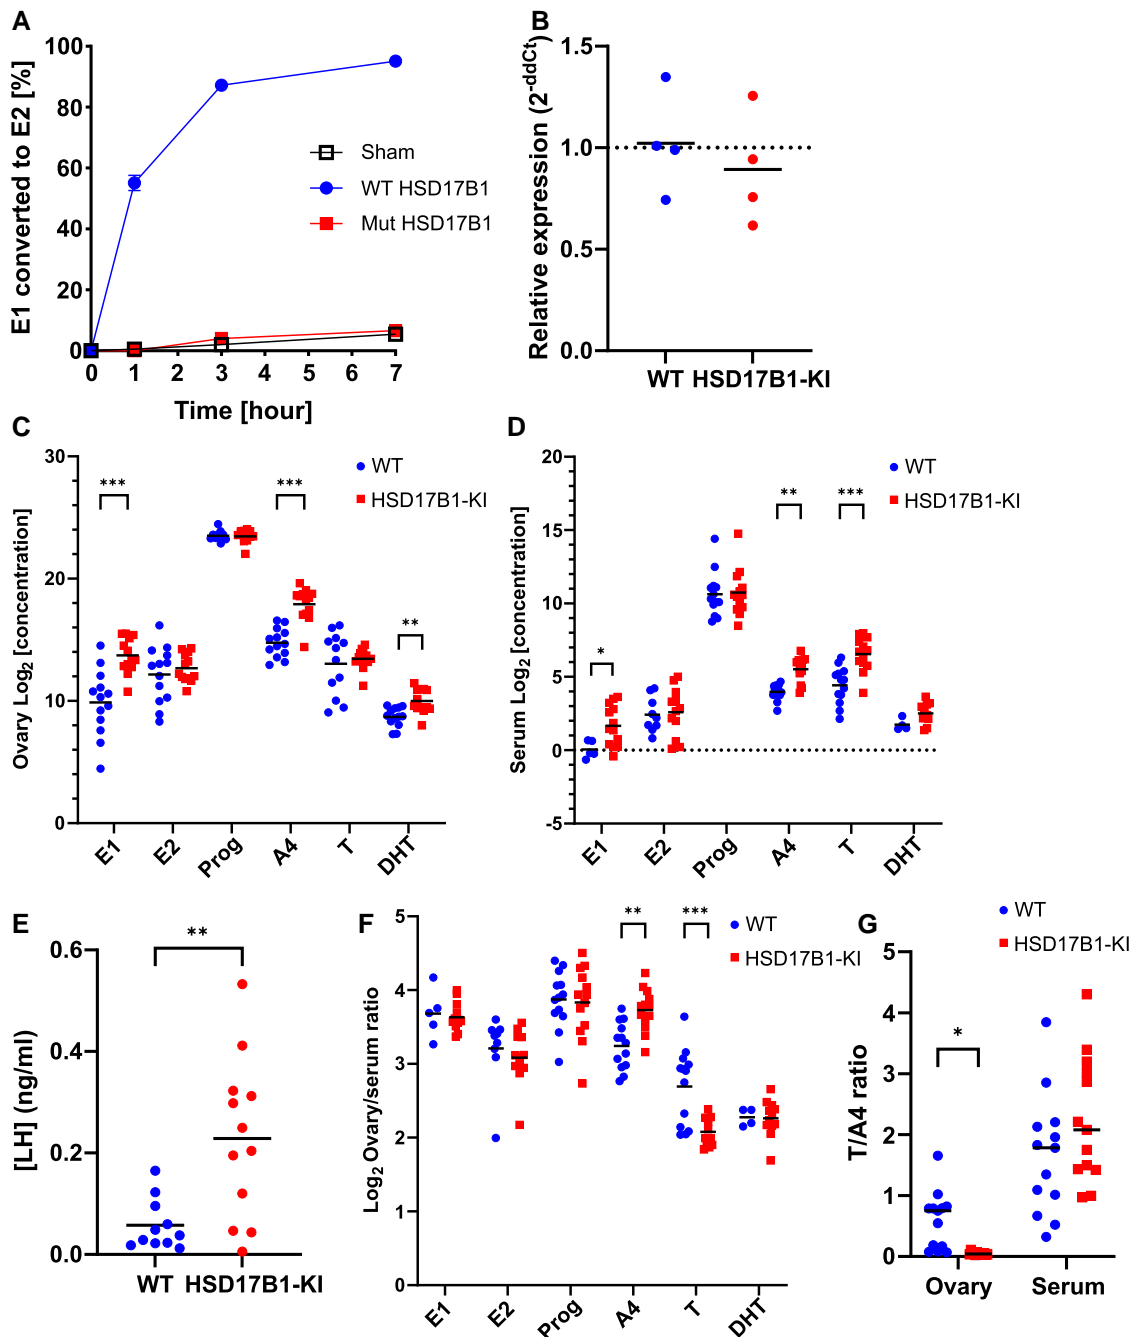 A
E1 converted to E2 [%]
100
80
60
40
20
0
0 1 2 3 4 5 6 7
Time [hour]
Sham
WT HSD17B1
Mut HSD17B1
B
Relative expression (2^-ddCt)
1.5
1.0
0.5
0.0
WT HSD17B1-KI
C
Ovary Log2 [concentration]
30
20
10
0
*** *** **
WT
HSD17B1-KI
E1 E2 Prog A4 T DHT
D
Serum Log2 [concentration]
20
15
10
5
0
-5
* ** ***
WT
HSD17B1-KI
E1 E2 Prog A4 T DHT
E
[LH] (ng/ml)
0.6
0.4
0.2
0.0
**
WT HSD17B1-KI
F
Log2 Ovary/serum ratio
5
4
3
2
1
0
** ***
WT
HSD17B1-KI
E1 E2 Prog A4 T DHT
G
T/A4 ratio
5
4
3
2
1
0
*
WT
HSD17B1-KI
Ovary Serum